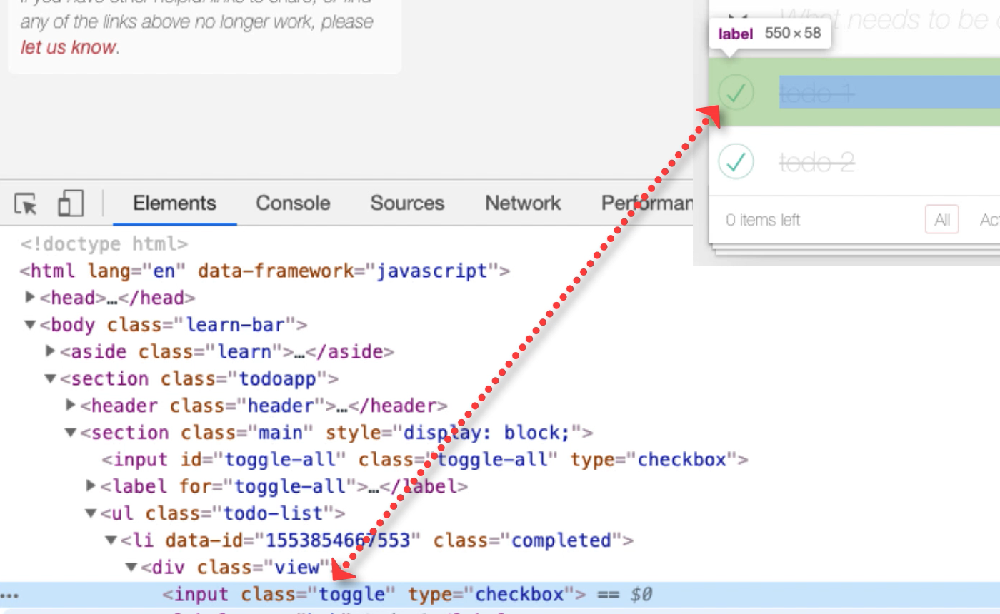 any of the links above no longer work, please
let us know.
What needs to be
label 550 × 58
todo 1
todo 2
0 items left All
Elements Console Sources Network Performan
<!doctype html>
<html lang="en" data-framework="javascript">
▶<head>…</head>
▼<body class="learn-bar">
▶<aside class="learn">…</aside>
▼<section class="todoapp">
▶<header class="header">…</header>
▼<section class="main" style="display: block;">
<input id="toggle-all" class="toggle-all" type="checkbox">
▶<label for="toggle-all">…</label>
▼<ul class="todo-list">
▼<li data-id="1553854667553" class="completed">
▼<div class="view">
… <input class="toggle" type="checkbox"> == $0